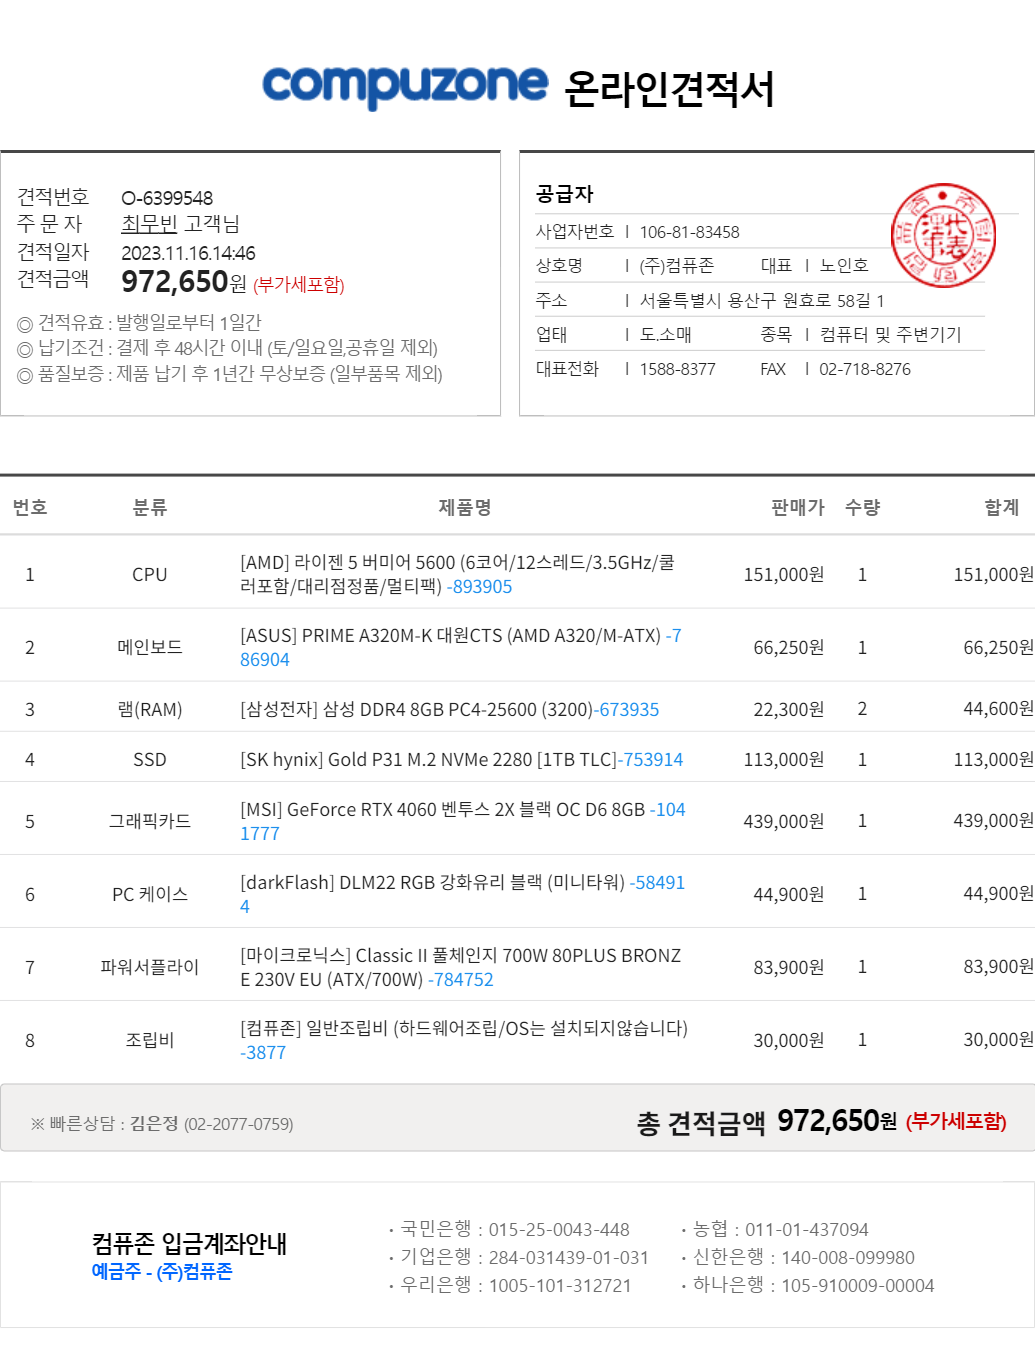 compuzone 온라인견적서
견적번호 O-6399548
주 문 자 최무빈 고객님
견적일자 2023.11.16.14:46
견적금액 972,650원 (부가세포함)
◎ 견적유효 : 발행일로부터 1일간
◎ 납기조건 : 결제 후 48시간 이내 (토/일요일,공휴일 제외)
◎ 품질보증 : 제품 납기 후 1년간 무상보증 (일부품목 제외)
공급자
사업자번호 | 106-81-83458
상호명 | (주)컴퓨존 대표 | 노인호
주소 | 서울특별시 용산구 원효로 58길 1
업태 | 도.소매 종목 | 컴퓨터 및 주변기기
대표전화 | 1588-8377 FAX | 02-718-8276
번호 분류 제품명 판매가 수량 합계
1 CPU [AMD] 라이젠 5 버미어 5600 (6코어/12스레드/3.5GHz/쿨
러포함/대리점정품/멀티팩) -893905 151,000원 1 151,000원
2 메인보드 [ASUS] PRIME A320M-K 대원CTS (AMD A320/M-ATX) -7
86904 66,250원 1 66,250원
3 램(RAM) [삼성전자] 삼성 DDR4 8GB PC4-25600 (3200)-673935 22,300원 2 44,600원
4 SSD [SK hynix] Gold P31 M.2 NVMe 2280 [1TB TLC]-753914 113,000원 1 113,000원
5 그래픽카드 [MSI] GeForce RTX 4060 벤투스 2X 블랙 OC D6 8GB -104
1777 439,000원 1 439,000원
6 PC 케이스 [darkFlash] DLM22 RGB 강화유리 블랙 (미니타워) -58491
4 44,900원 1 44,900원
7 파워서플라이 [마이크로닉스] Classic II 풀체인지 700W 80PLUS BRONZ
E 230V EU (ATX/700W) -784752 83,900원 1 83,900원
8 조립비 [컴퓨존] 일반조립비 (하드웨어조립/OS는 설치되지않습니다)
-3877 30,000원 1 30,000원
※ 빠른상담 : 김은정 (02-2077-0759) 총 견적금액 972,650원 (부가세포함)
컴퓨존 입금계좌안내
예금주 - (주)컴퓨존
· 국민은행 : 015-25-0043-448 · 농협 : 011-01-437094
· 기업은행 : 284-031439-01-031 · 신한은행 : 140-008-099980
· 우리은행 : 1005-101-312721 · 하나은행 : 105-910009-00004